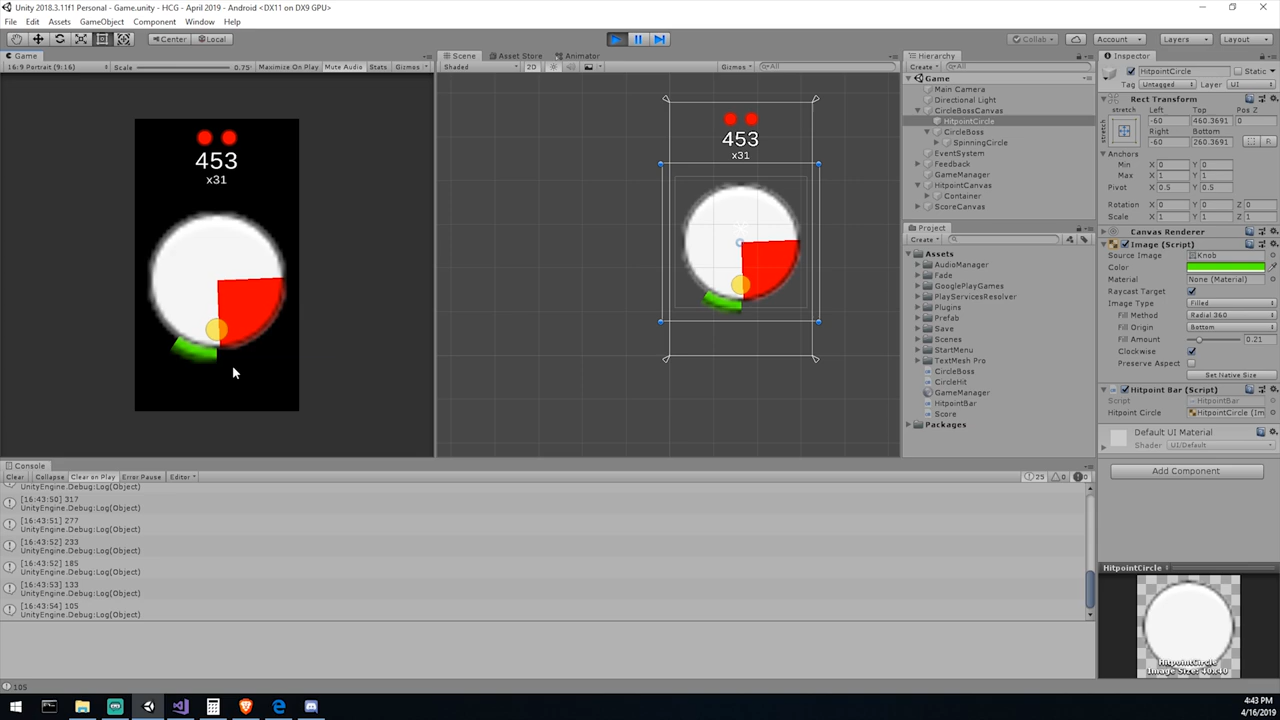 Unity 2018.3.11f1 Personal - Game.unity - HCG - April 2019 - Android <DX11 on DX9 GPU>
File Edit Assets GameObject Component Window Help
Center Local Collab Account Layers Layout
Game
16:9 Portrait (9:16) Scale 0.75 Maximize On Play Mute Audio Stats Gizmos
453
x31
Scene Asset Store Animator
Shaded 2D Gizmos All
453
x31
Hierarchy
Create All
Game
Main Camera
Directional Light
CircleBossCanvas
HitpointCircle
CircleBoss
SpinningCircle
EventSystem
Feedback
GameManager
HitpointCanvas
Container
ScoreCanvas
Project
Create
Assets
AudioManager
Fade
GooglePlayGames
PlayServicesResolver
Plugins
Prefab
Save
Scenes
StartMenu
TextMesh Pro
CircleBoss
CircleHit
GameManager
HitpointBar
Score
Packages
Inspector
HitpointCircle Static
Tag Untagged Layer UI
Rect Transform
stretch Left Top Pos Z
stretch -60 460.3691 0
Right Bottom
-60 260.3691 R
Anchors
Min X 0 Y 0
Max X 1 Y 1
Pivot X 0.5 Y 0.5
Rotation X 0 Y 0 Z 0
Scale X 1 Y 1 Z 1
Canvas Renderer
Image (Script)
Source Image Knob
Color
Material None (Material)
Raycast Target
Image Type Filled
Fill Method Radial 360
Fill Origin Bottom
Fill Amount 0.21
Clockwise
Preserve Aspect
Set Native Size
Hitpoint Bar (Script)
Script HitpointBar
Hitpoint Circle HitpointCircle (Im
Default UI Material
Shader UI/Default
Add Component
HitpointCircle
HitpointCircle
Image Size: 40x40
Console
Clear Collapse Clear on Play Error Pause Editor 25 0 0
UnityEngine.Debug:Log(Object)
[16:43:50] 317
UnityEngine.Debug:Log(Object)
[16:43:51] 277
UnityEngine.Debug:Log(Object)
[16:43:52] 233
UnityEngine.Debug:Log(Object)
[16:43:52] 185
UnityEngine.Debug:Log(Object)
[16:43:53] 133
UnityEngine.Debug:Log(Object)
[16:43:54] 105
UnityEngine.Debug:Log(Object)
105
4:43 PM
4/16/2019